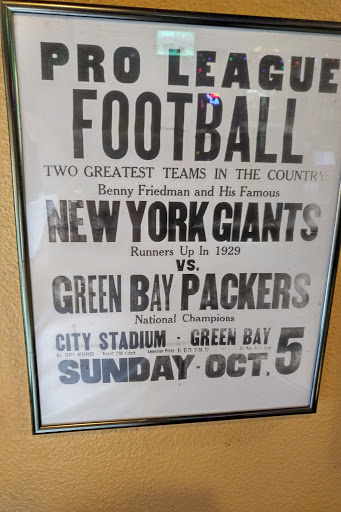 PRO LEAGUE
FOOTBALL
TWO GREATEST TEAMS IN THE COUNTRY
Benny Friedman and His Famous
NEW YORK GIANTS
Runners Up In 1929
VS.
GREEN BAY PACKERS
National Champions
CITY STADIUM - GREEN BAY
SUNDAY - OCT. 5